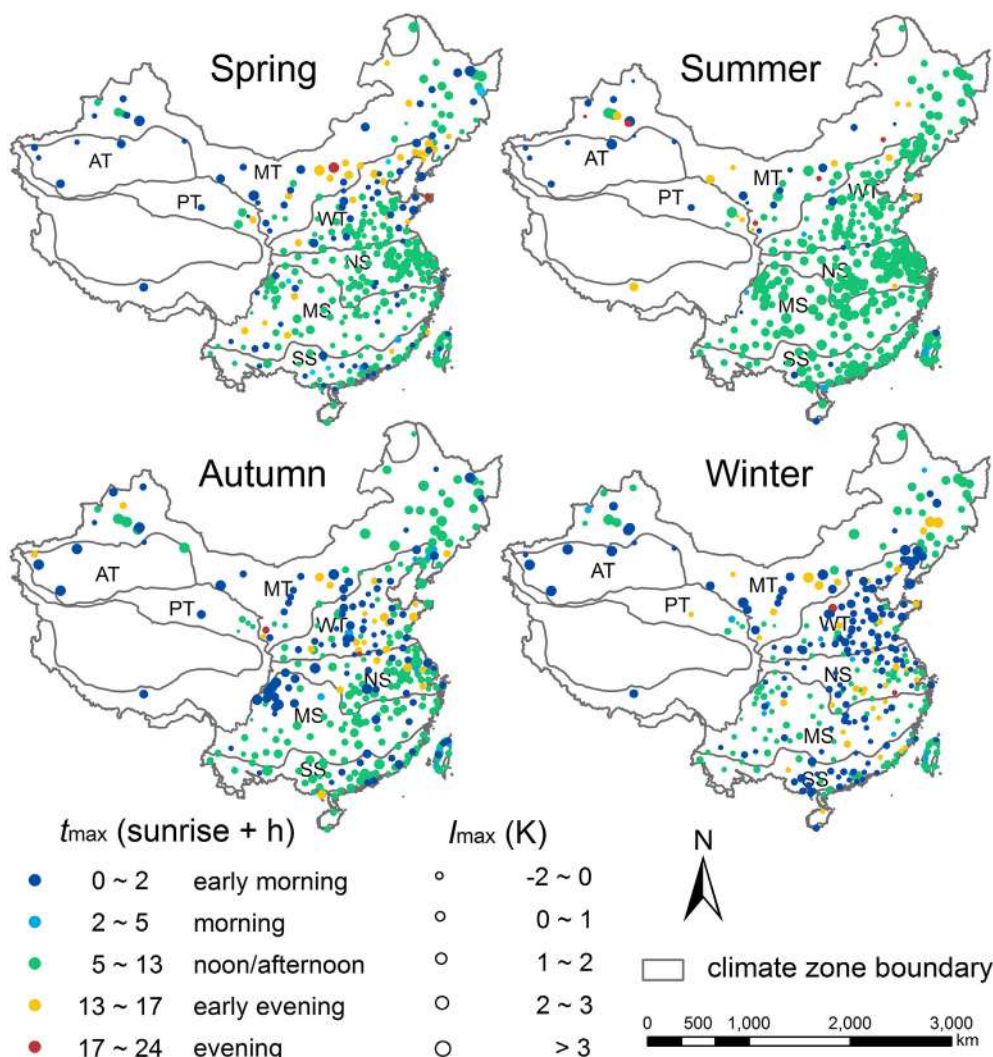 Spring
AT
MT
PT
WT
NS
MS
SS
Summer
AT
MT
PT
WT
NS
MS
SS
Autumn
AT
MT
PT
WT
NS
MS
SS
Winter
AT
MT
PT
WT
NS
MS
SS
tmax (sunrise + h)
0 ~ 2 early morning
2 ~ 5 morning
5 ~ 13 noon/afternoon
13 ~ 17 early evening
17 ~ 24 evening
Imax (K)
-2 ~ 0
0 ~ 1
1 ~ 2
2 ~ 3
> 3
N
climate zone boundary
0 500 1,000 2,000 3,000
km